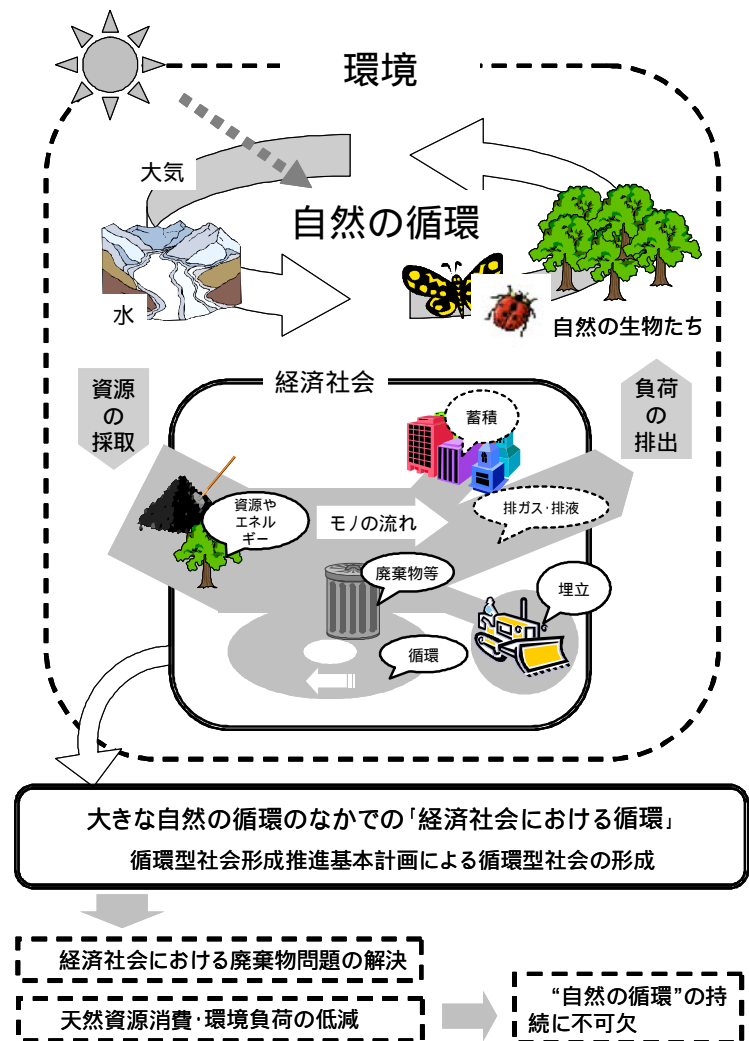 環境
大気
自然の循環
水
自然の生物たち
資源
の
採取
経済社会
負荷
の
排出
蓄積
資源や
エネル
ギー
モノの流れ
排ガス・排液
廃棄物等
埋立
循環
大きな自然の循環のなかでの「経済社会における循環」
循環型社会形成推進基本計画による循環型社会の形成
経済社会における廃棄物問題の解決
天然資源消費・環境負荷の低減
“自然の循環”の持
続に不可欠